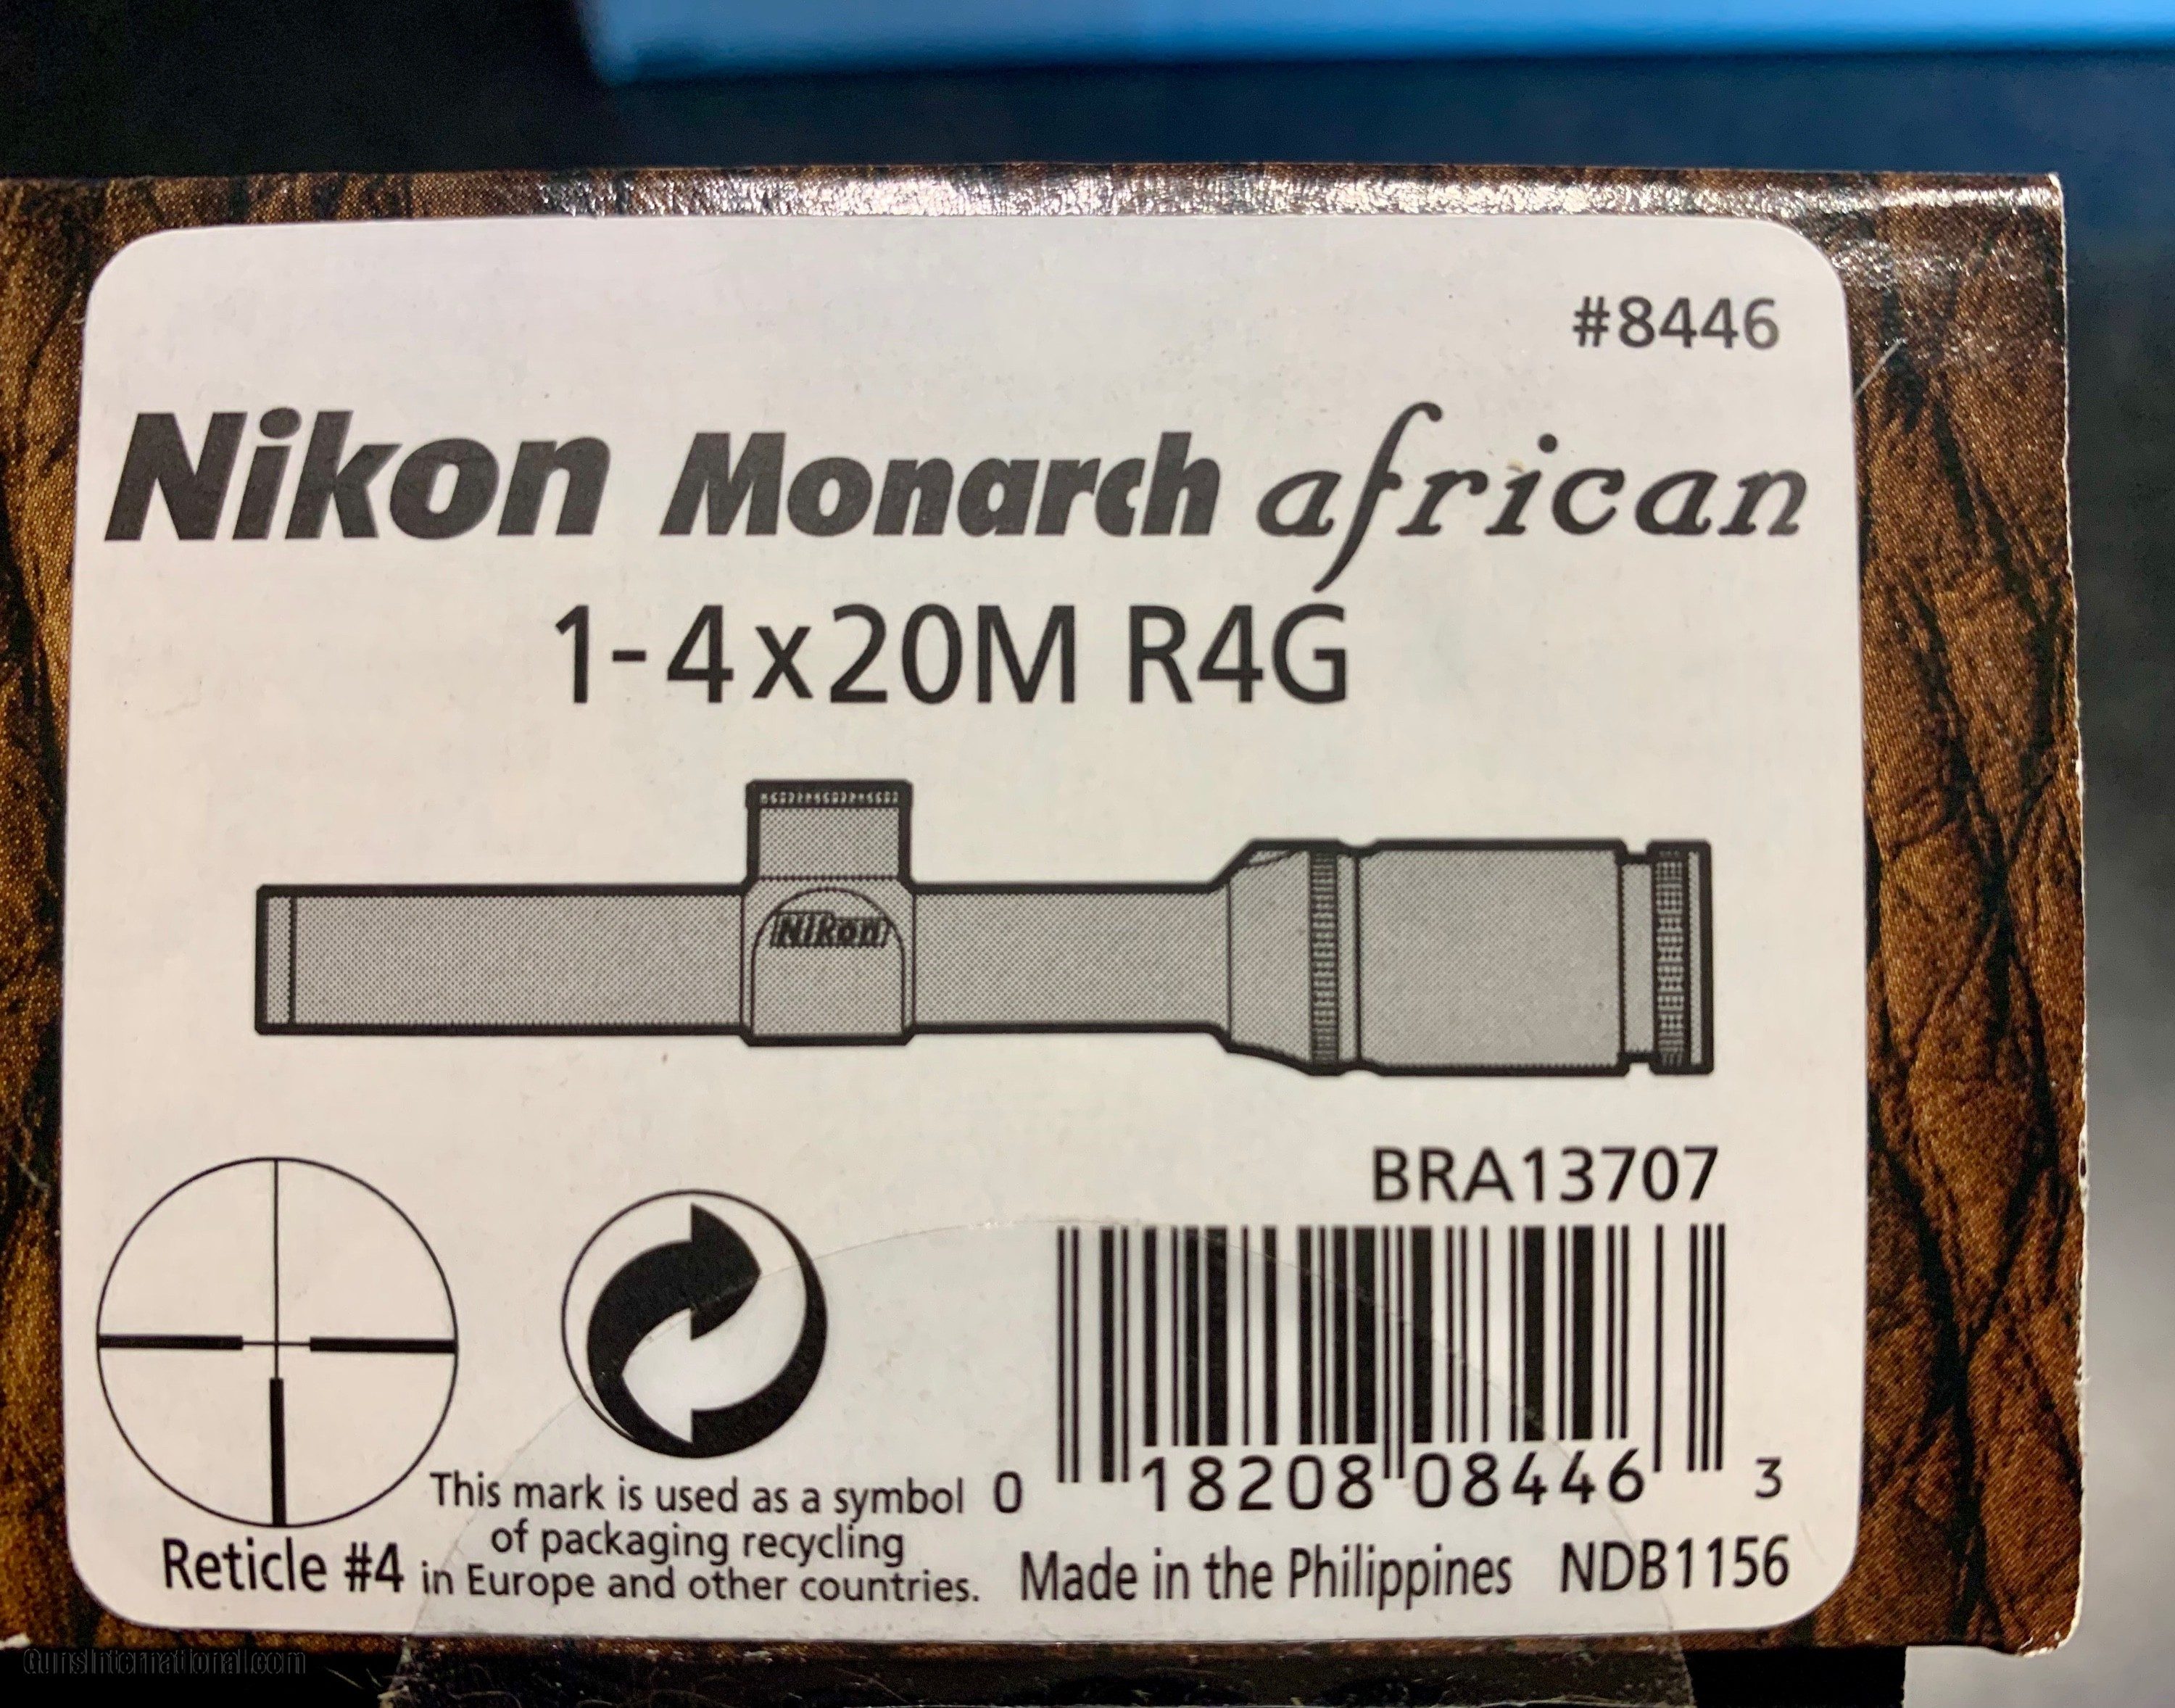 #8446
Nikon Monarch african
1-4x20M R4G
Nikon
BRA13707
0 18208 08446 3
This mark is used as a symbol
of packaging recycling
in Europe and other countries.
Reticle #4
Made in the Philippines NDB1156
GunsInternational.com